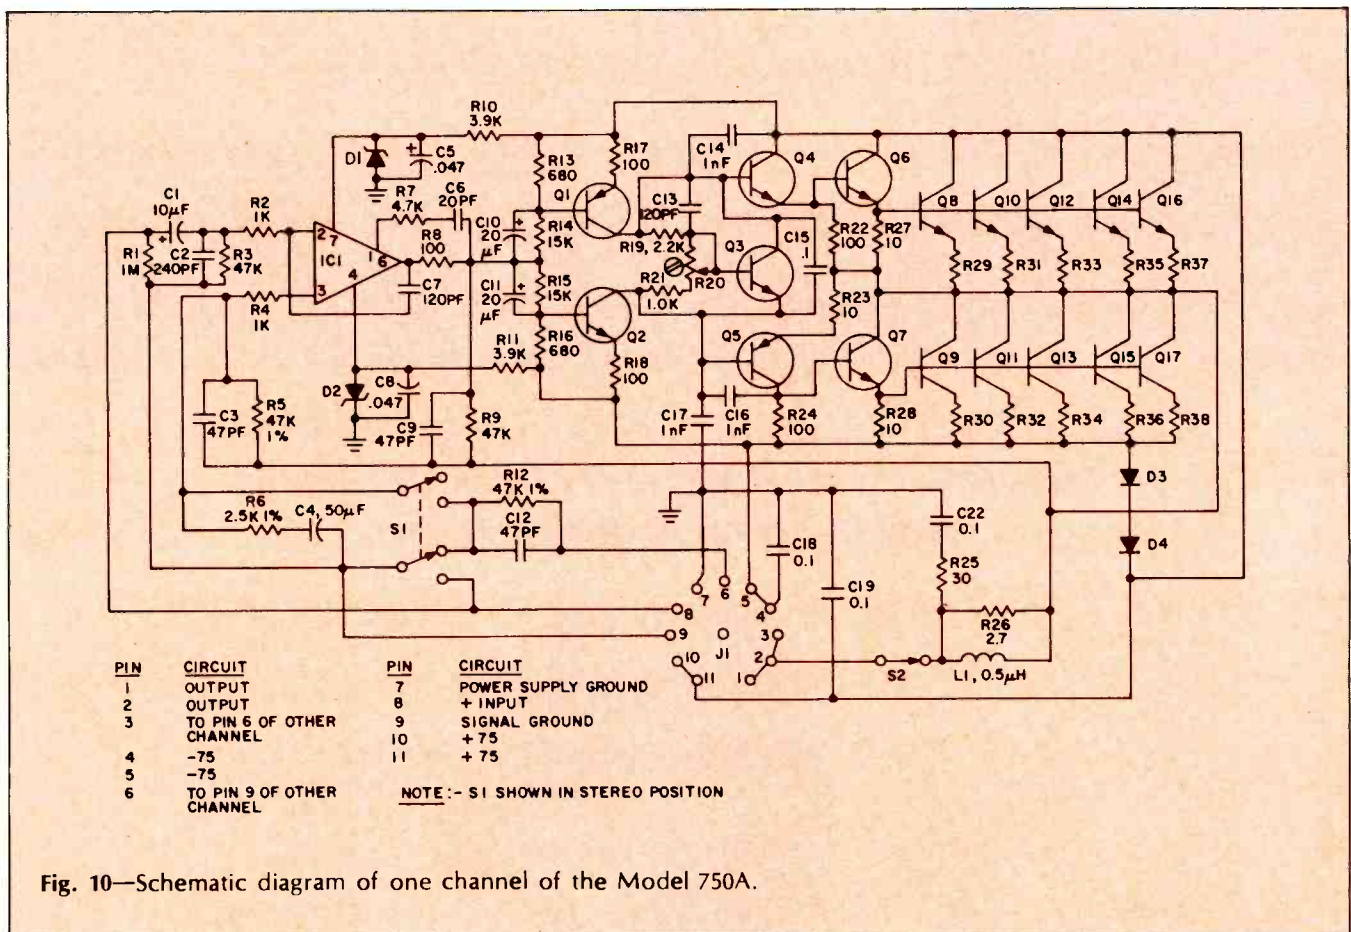 R10
3.9K
D1
C5
.047
R13
680
R17
100
C14
1nF
Q4
Q6
C1
10μF
R2
1K
R7
4.7K
C6
20PF
Q1
C13
120PF
Q8
Q10
Q12
Q14
Q16
C10
20
μF
R14
15K
R19, 2.2K
Q3
C15
.1
R22
100
R27
10
R1
1M
C2
240PF
R3
47K
2
7
IC1
4
1
6
3
R8
100
R29
R31
R33
R35
R37
R4
1K
C7
120PF
C11
20
μF
R15
15K
R21
1.0K
R20
R23
10
R11
3.9K
R16
680
Q2
Q5
Q7
Q9
Q11
Q13
Q15
Q17
D2
C8
.047
R18
100
C3
47PF
R5
47K
1%
C9
47PF
R9
47K
C17
1nF
C16
1nF
R24
100
R28
10
R30
R32
R34
R36
R38
R12
47K 1%
D3
R6
2.5K 1%
C4, 50μF
S1
C12
47PF
C18
0.1
C22
0.1
D4
C19
0.1
R25
30
7
6
5
8
4
9
J1
3
10
2
11
1
R26
2.7
S2
L1, 0.5μH
PIN CIRCUIT PIN CIRCUIT
1 OUTPUT 7 POWER SUPPLY GROUND
2 OUTPUT 8 + INPUT
3 TO PIN 6 OF OTHER 9 SIGNAL GROUND
CHANNEL 10 +75
4 -75 11 +75
5 -75
6 TO PIN 9 OF OTHER NOTE:- S1 SHOWN IN STEREO POSITION
CHANNEL
Fig. 10—Schematic diagram of one channel of the Model 750A.